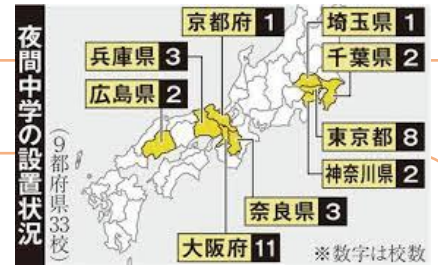 夜間中学の設置状況
(9都府県33校)
京都府 1
埼玉県 1
兵庫県 3
千葉県 2
広島県 2
東京都 8
神奈川県 2
奈良県 3
大阪府 11
※数字は校数